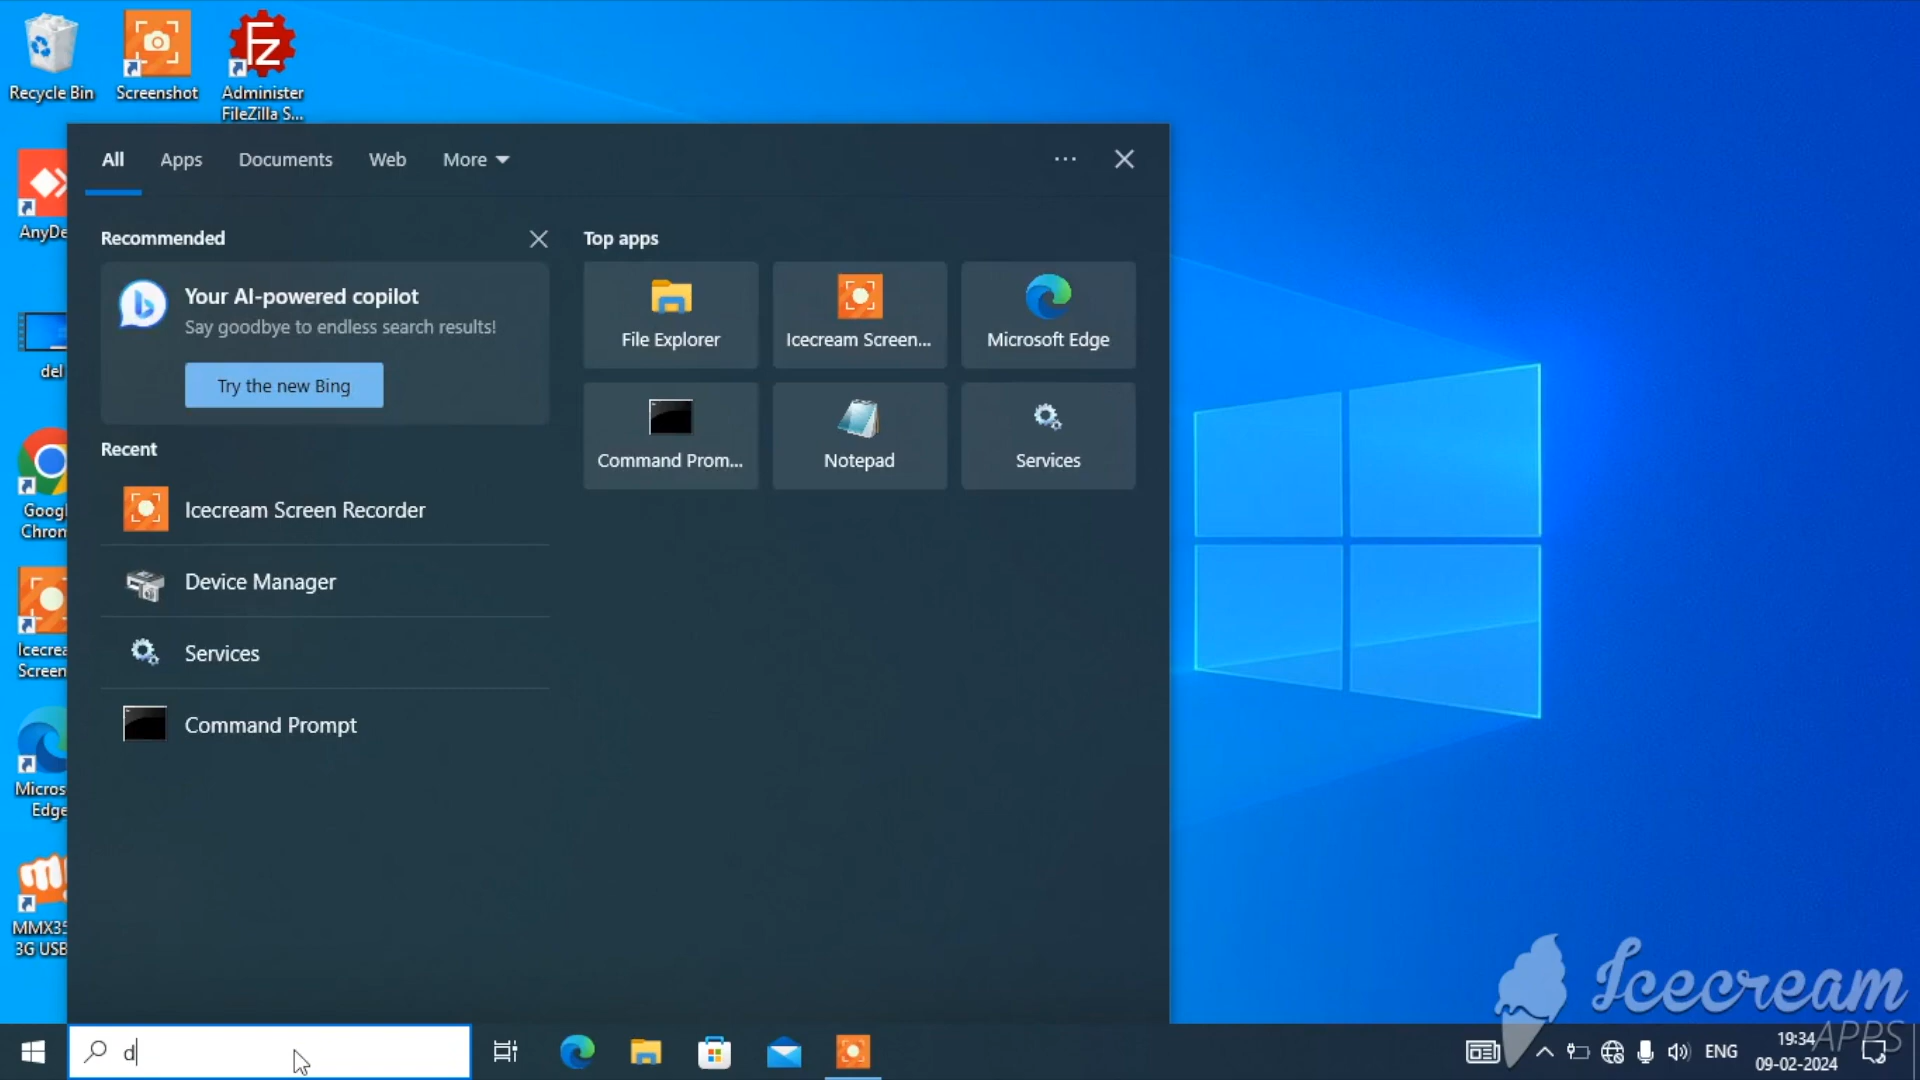 Recycle Bin
Screenshot
Administer
FileZilla S...
AnyDe
del
Googl
Chron
Icecrea
Screen
Micros
Edge
MMX35
3G USB
All
Apps
Documents
Web
More
Recommended
Your AI-powered copilot
Say goodbye to endless search results!
Try the new Bing
Recent
Icecream Screen Recorder
Device Manager
Services
Command Prompt
Top apps
File Explorer
Icecream Screen...
Microsoft Edge
Command Prom...
Notepad
Services
Icecream
APPS
d
ENG
19:34
09-02-2024